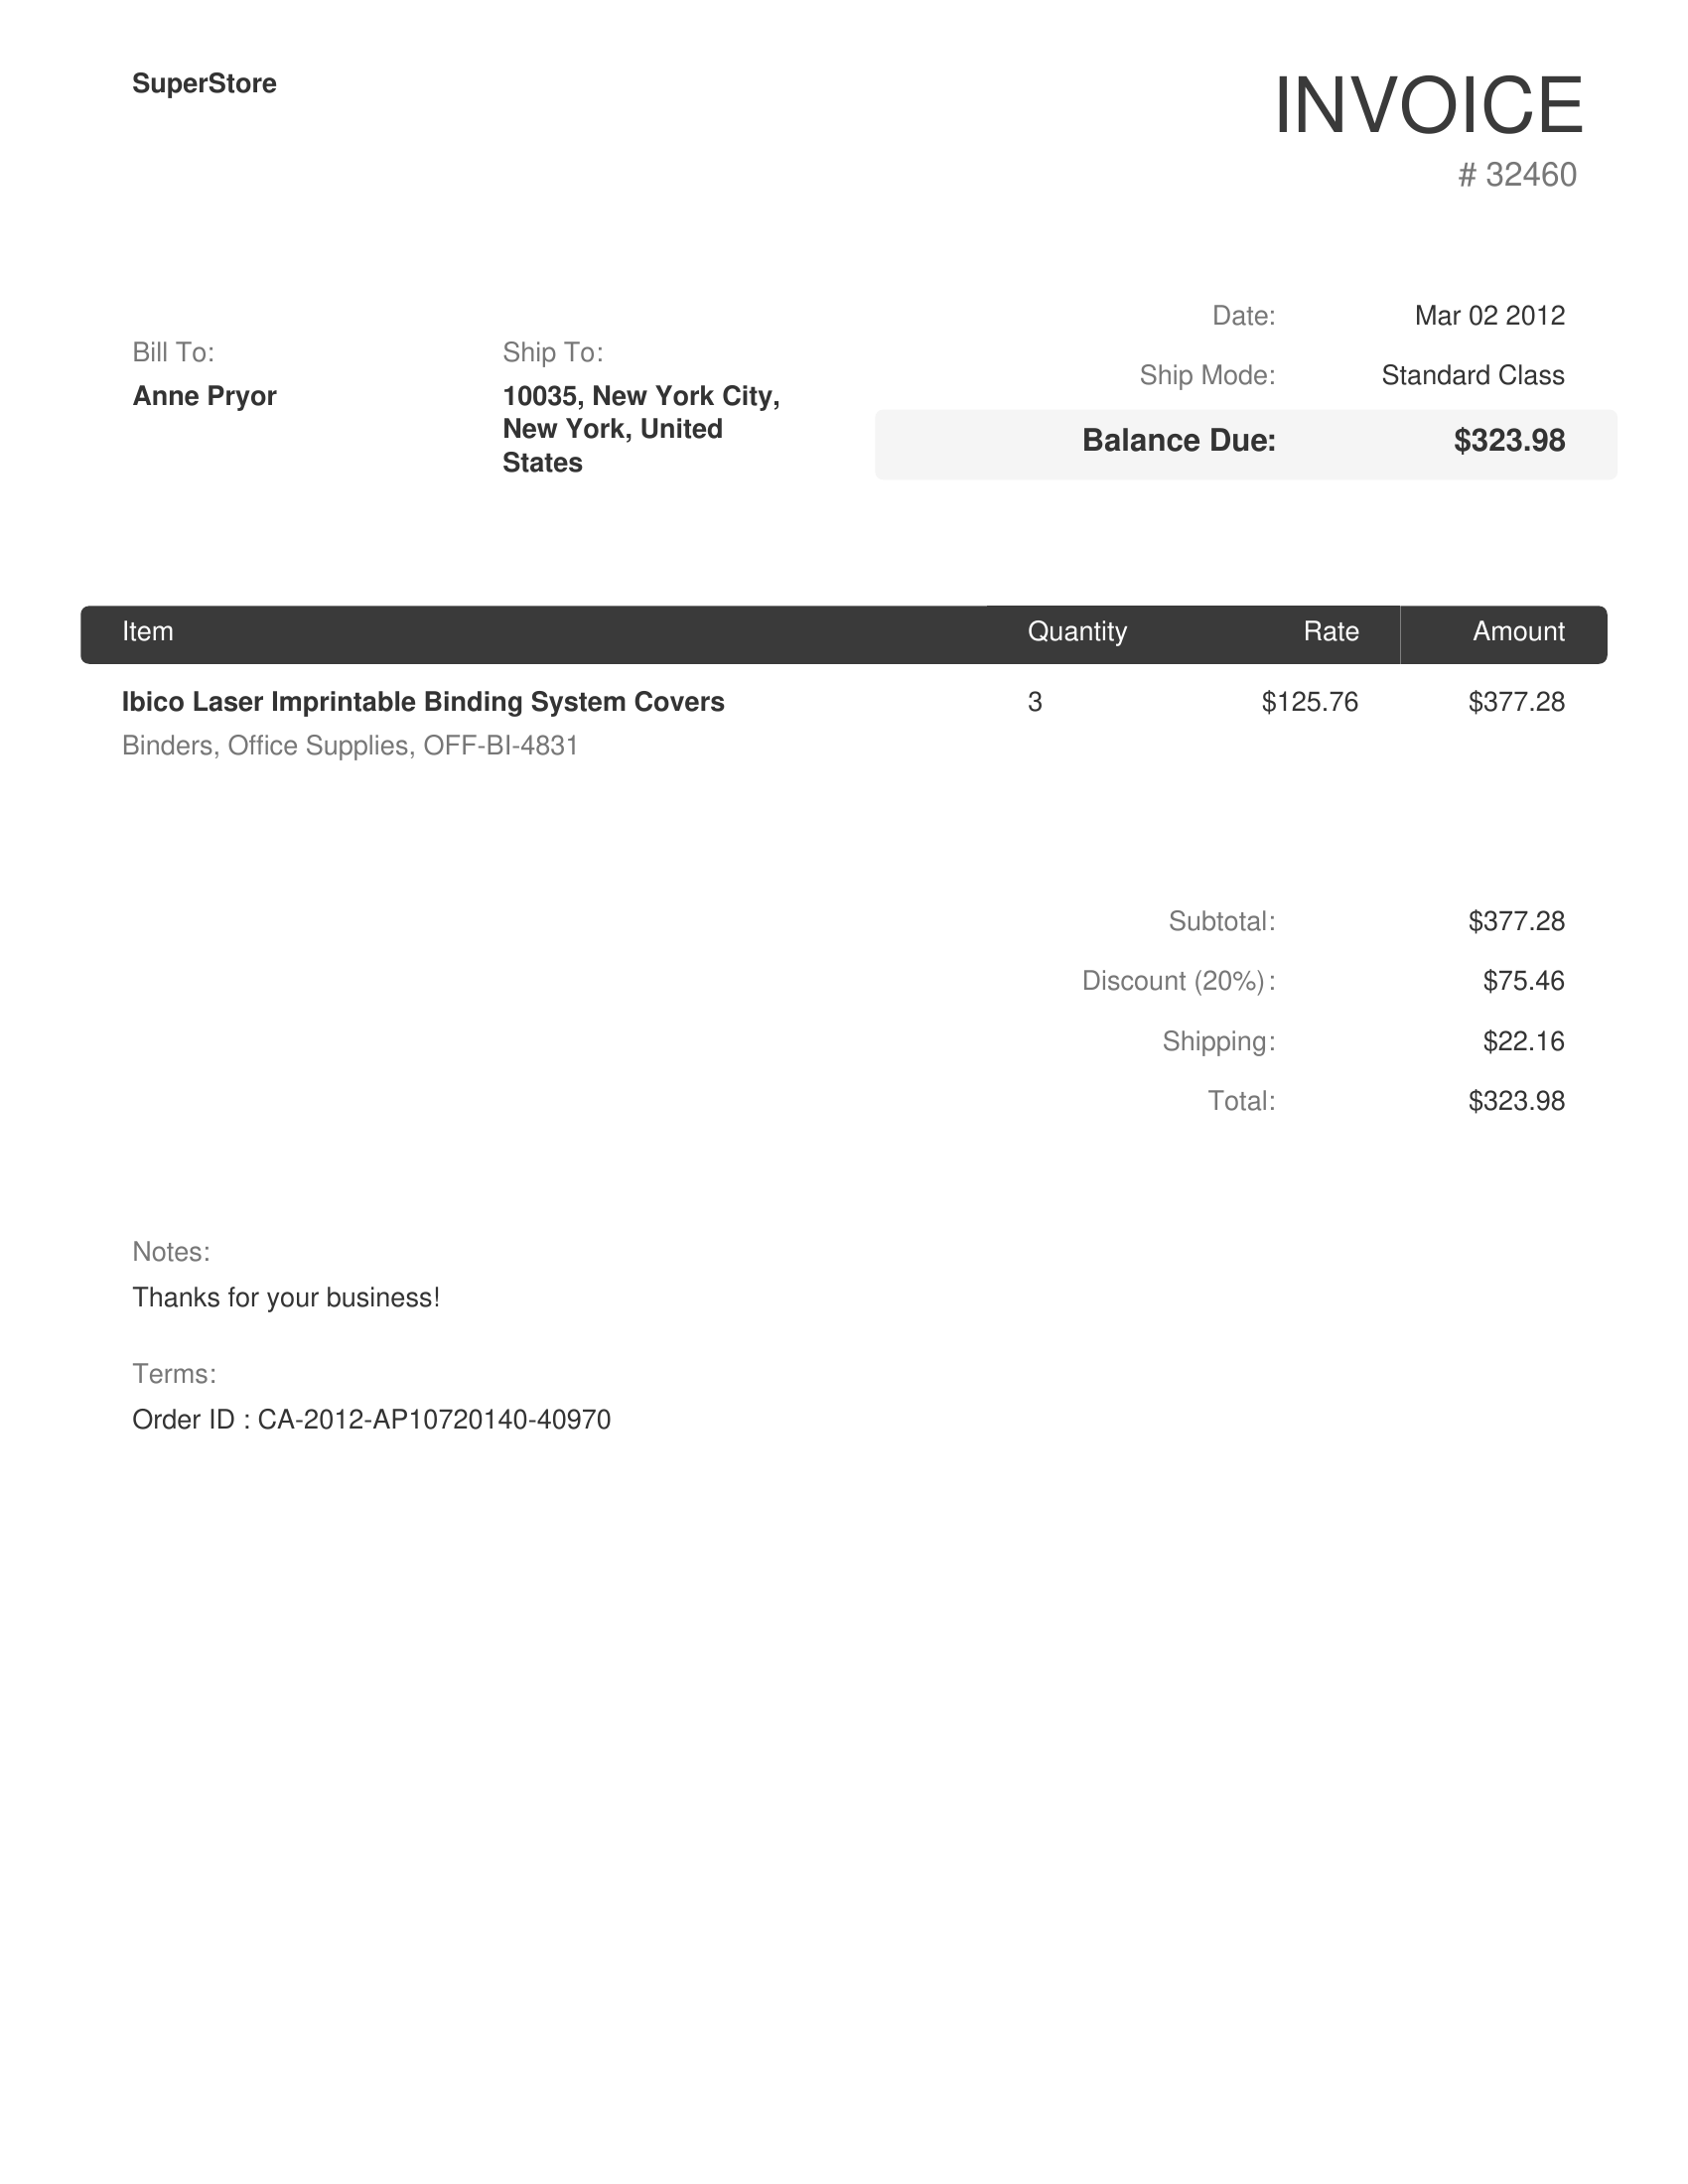 SuperStore
INVOICE
# 32460
Date: Mar 02 2012
Ship Mode: Standard Class
Balance Due: $323.98
Bill To:
Anne Pryor
Ship To:
10035, New York City,
New York, United
States
Item Quantity Rate Amount
Ibico Laser Imprintable Binding System Covers 3 $125.76 $377.28
Binders, Office Supplies, OFF-BI-4831
Subtotal: $377.28
Discount (20%): $75.46
Shipping: $22.16
Total: $323.98
Notes:
Thanks for your business!
Terms:
Order ID : CA-2012-AP10720140-40970